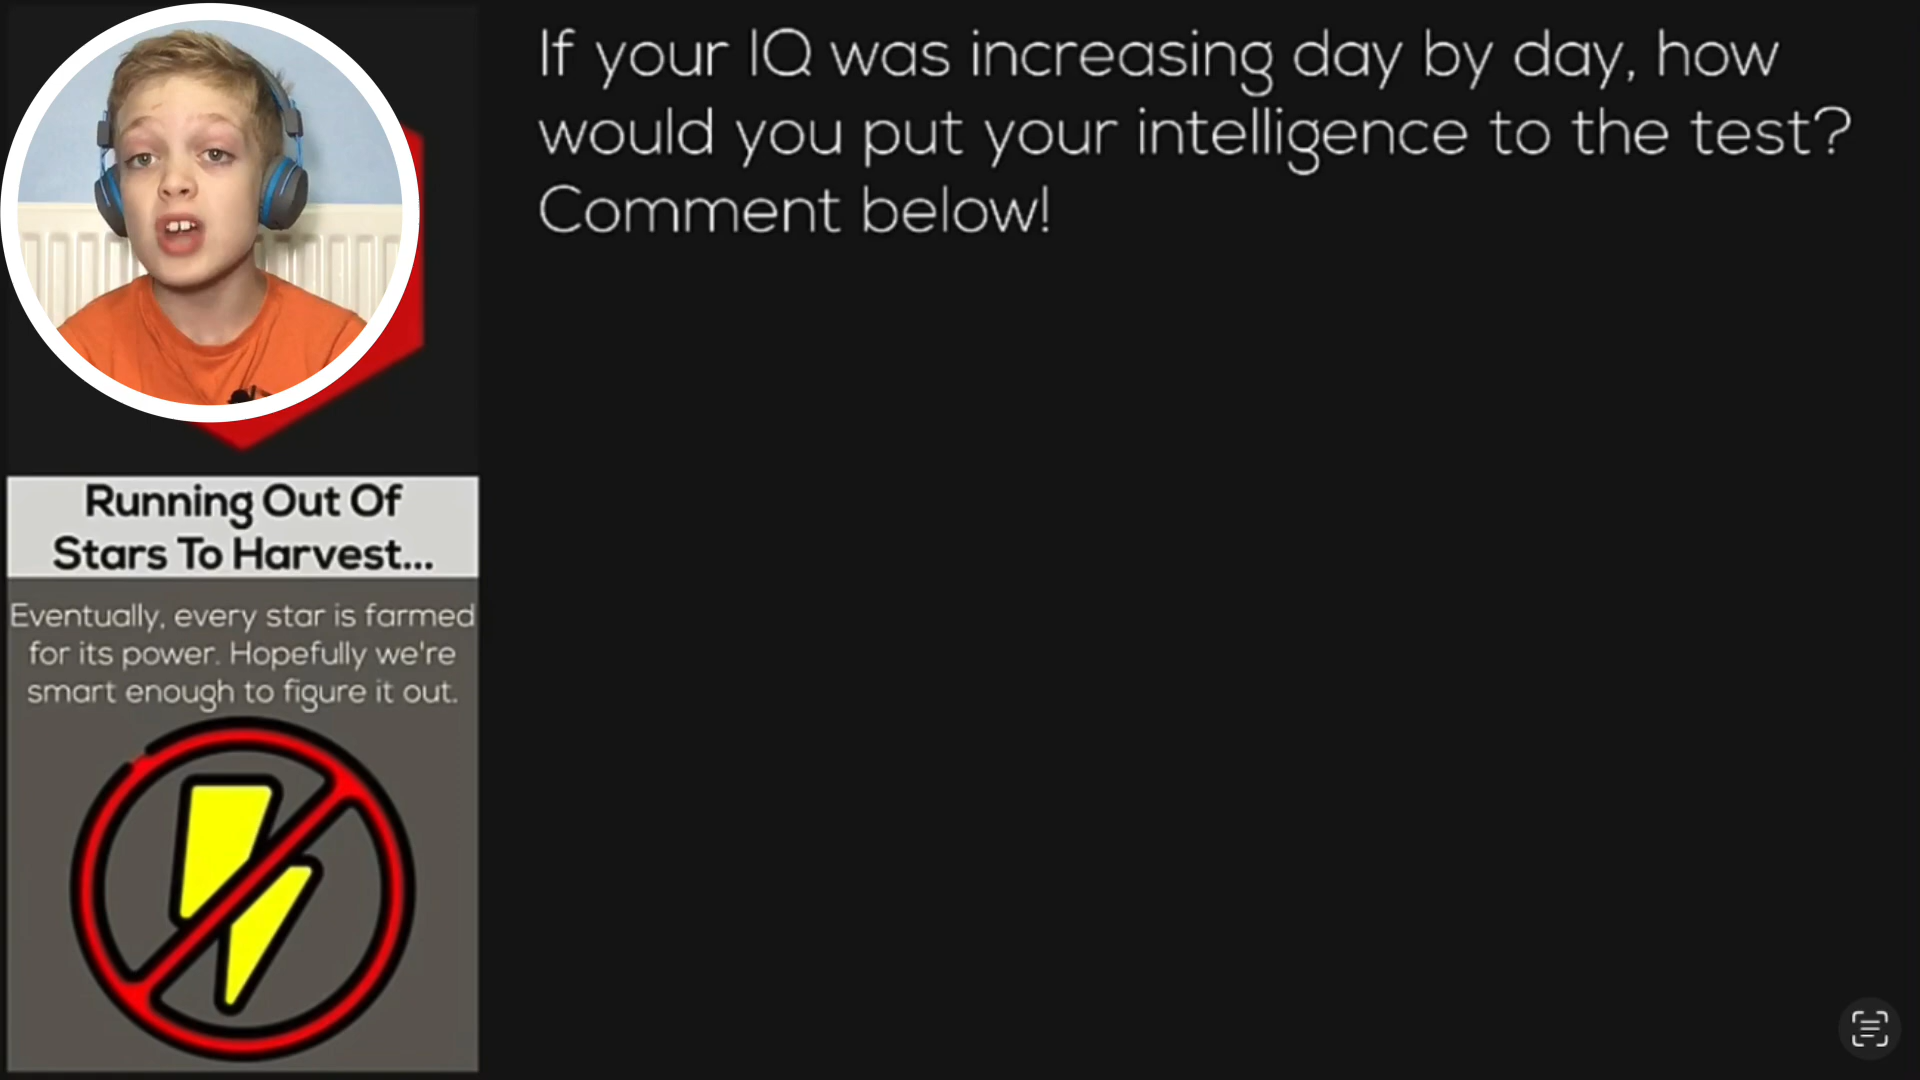 If your IQ was increasing day by day, how
would you put your intelligence to the test?
Comment below!
Running Out Of
Stars To Harvest...
Eventually, every star is farmed
for its power. Hopefully we're
smart enough to figure it out.